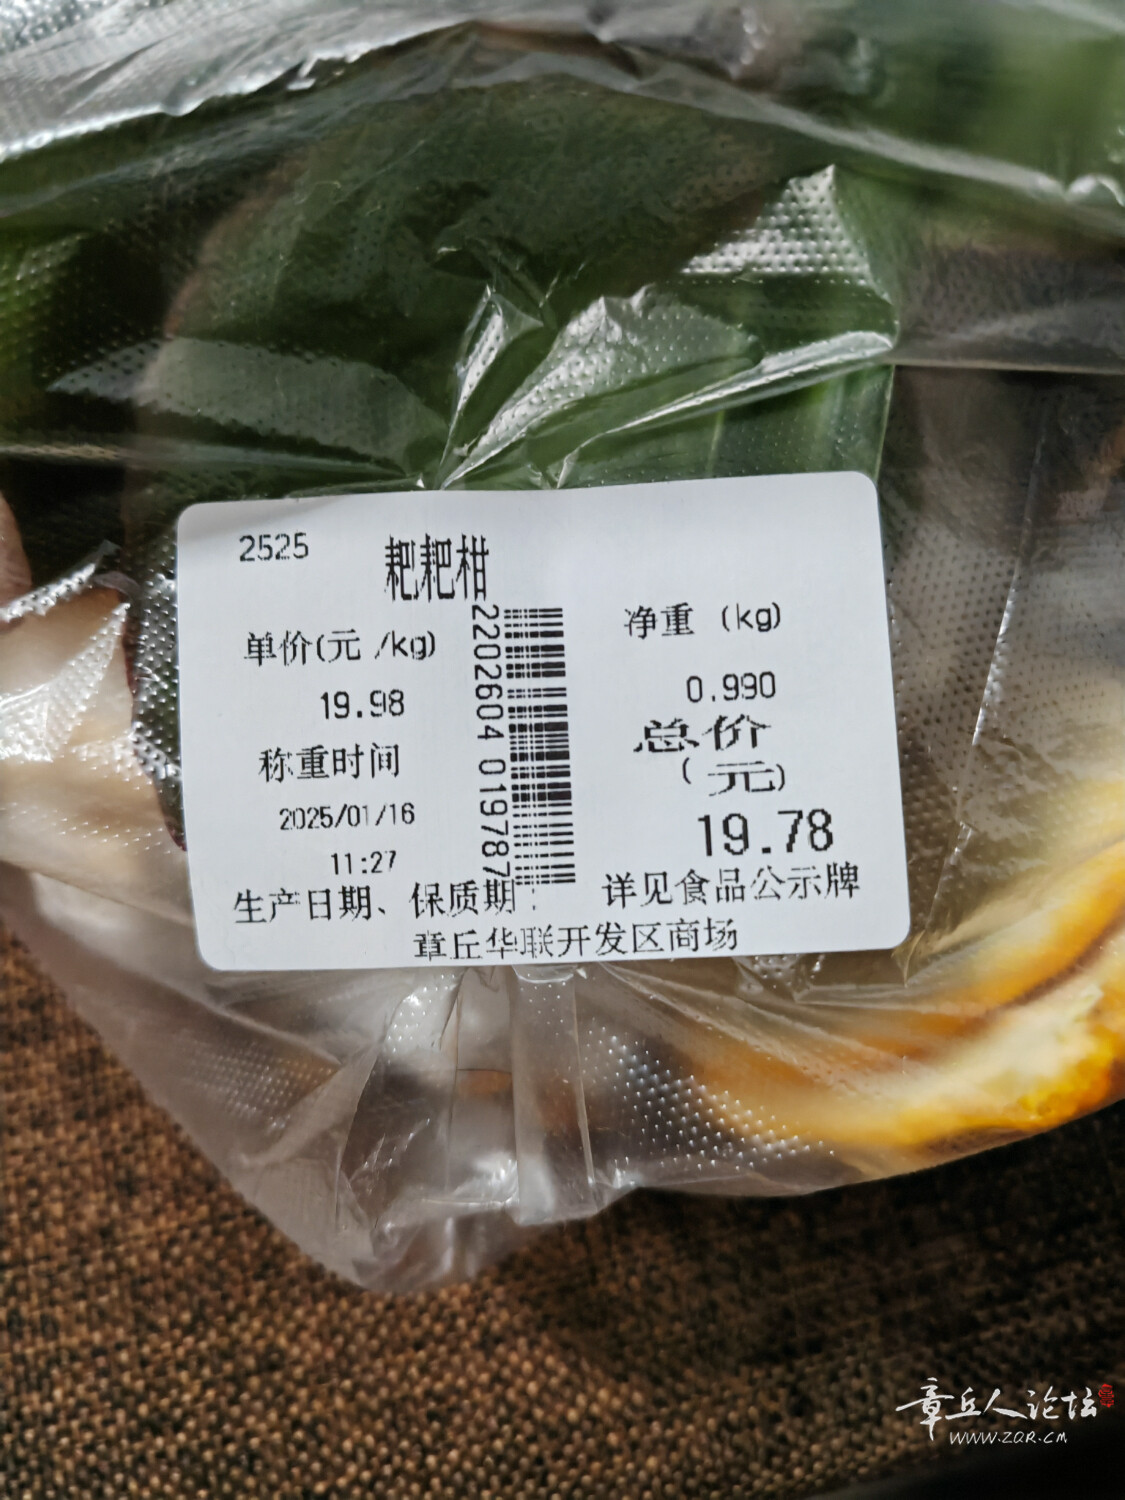 2525
耙耙柑
单价(元 /kg)
19.98
称重时间
2025/01/16
11:27
2202604 019787
净重 (kg)
0.990
总价
(元)
19.78
生产日期、保质期: 详见食品公示牌
章丘华联开发区商场
章丘人论坛
WWW.ZQR.CM